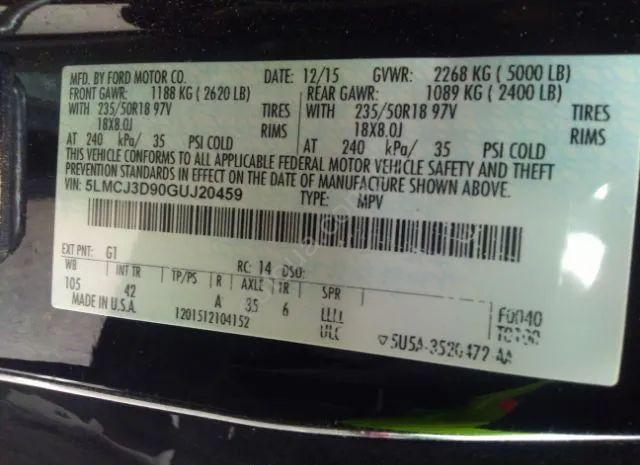 MFD. BY FORD MOTOR CO. DATE: 12/15 GVWR: 2268 KG ( 5000 LB)
FRONT GAWR: 1188 KG ( 2620 LB) REAR GAWR: 1089 KG ( 2400 LB)
WITH 235/50R18 97V TIRES WITH 235/50R18 97V TIRES
18X8.0J RIMS 18X8.0J RIMS
AT 240 kPa/ 35 PSI COLD AT 240 kPa/ 35 PSI COLD
THIS VEHICLE CONFORMS TO ALL APPLICABLE FEDERAL MOTOR VEHICLE SAFETY AND THEFT
PREVENTION STANDARDS IN EFFECT ON THE DATE OF MANUFACTURE SHOWN ABOVE.
VIN: 5LMCJ3D90GUJ20459 TYPE: MPV
EXT PNT: G1 RC: 14 DSO:
WB INT TR TP/PS R AXLE TR SPR
105 42 A 35 6
MADE IN U.S.A. 1201512104152
F0040
5U5A-3520472-AA